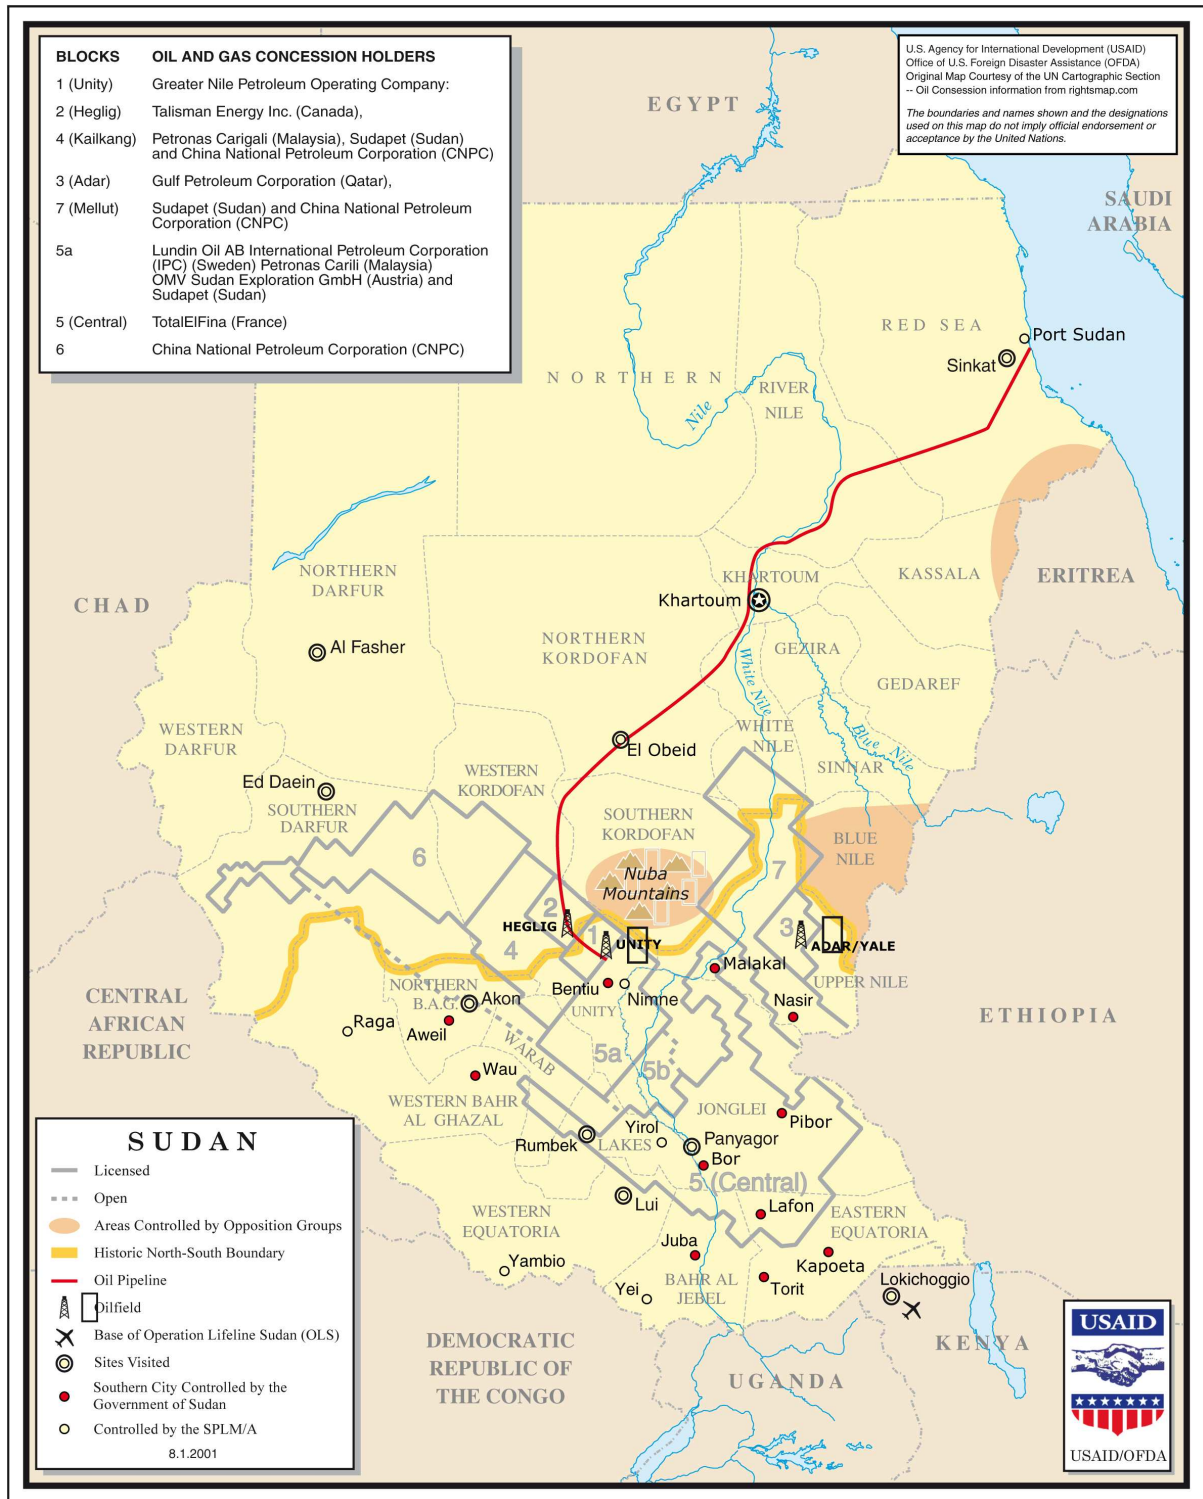 BLOCKS OIL AND GAS CONCESSION HOLDERS
1 (Unity) Greater Nile Petroleum Operating Company:
2 (Heglig) Talisman Energy Inc. (Canada),
4 (Kailkang) Petronas Carigali (Malaysia), Sudapet (Sudan)
and China National Petroleum Corporation (CNPC)
3 (Adar) Gulf Petroleum Corporation (Qatar),
7 (Mellut) Sudapet (Sudan) and China National Petroleum
Corporation (CNPC)
5a Lundin Oil AB International Petroleum Corporation
(IPC) (Sweden) Petronas Carili (Malaysia)
OMV Sudan Exploration GmbH (Austria) and
Sudapet (Sudan)
5 (Central) TotalElFina (France)
6 China National Petroleum Corporation (CNPC)
U.S. Agency for International Development (USAID)
Office of U.S. Foreign Disaster Assistance (OFDA)
Original Map Courtesy of the UN Cartographic Section
-- Oil Consession information from rightsmap.com
The boundaries and names shown and the designations
used on this map do not imply official endorsement or
acceptance by the United Nations.
EGYPT
SAUDI
ARABIA
RED SEA
Port Sudan
Sinkat
NORTHERN
RIVER
NILE
Nile
NORTHERN
DARFUR
KHARTOUM
KASSALA
ERITREA
CHAD
Khartoum
Al Fasher
NORTHERN
KORDOFAN
GEZIRA
White Nile
GEDAREF
WESTERN
DARFUR
El Obeid
WHITE
NILE
Blue Nile
SINNAR
Ed Daein
WESTERN
KORDOFAN
SOUTHERN
DARFUR
SOUTHERN
KORDOFAN
BLUE
NILE
6
7
Nuba
Mountains
2
HEGLIG
1
UNITY
3
ADAR/YALE
4
Malakal
UPPER NILE
NORTHERN
B.A.G.
Akon
Bentiu
Nimne
UNITY
Nasir
CENTRAL
AFRICAN
REPUBLIC
ETHIOPIA
Raga
Aweil
WARAB
5a
5b
Wau
WESTERN BAHR
AL GHAZAL
JONGLEI
Pibor
Yirol
Rumbek
LAKES
Panyagor
Bor
5 (Central)
Lui
Lafon
WESTERN
EQUATORIA
EASTERN
EQUATORIA
Juba
Kapoeta
Yambio
Yei
BAHR AL
JEBEL
Torit
Lokichoggio
DEMOCRATIC
REPUBLIC OF
THE CONGO
UGANDA
KENYA
SUDAN
Licensed
Open
Areas Controlled by Opposition Groups
Historic North-South Boundary
Oil Pipeline
Oilfield
Base of Operation Lifeline Sudan (OLS)
Sites Visited
Southern City Controlled by the
Government of Sudan
Controlled by the SPLM/A
8.1.2001
USAID
USAID/OFDA